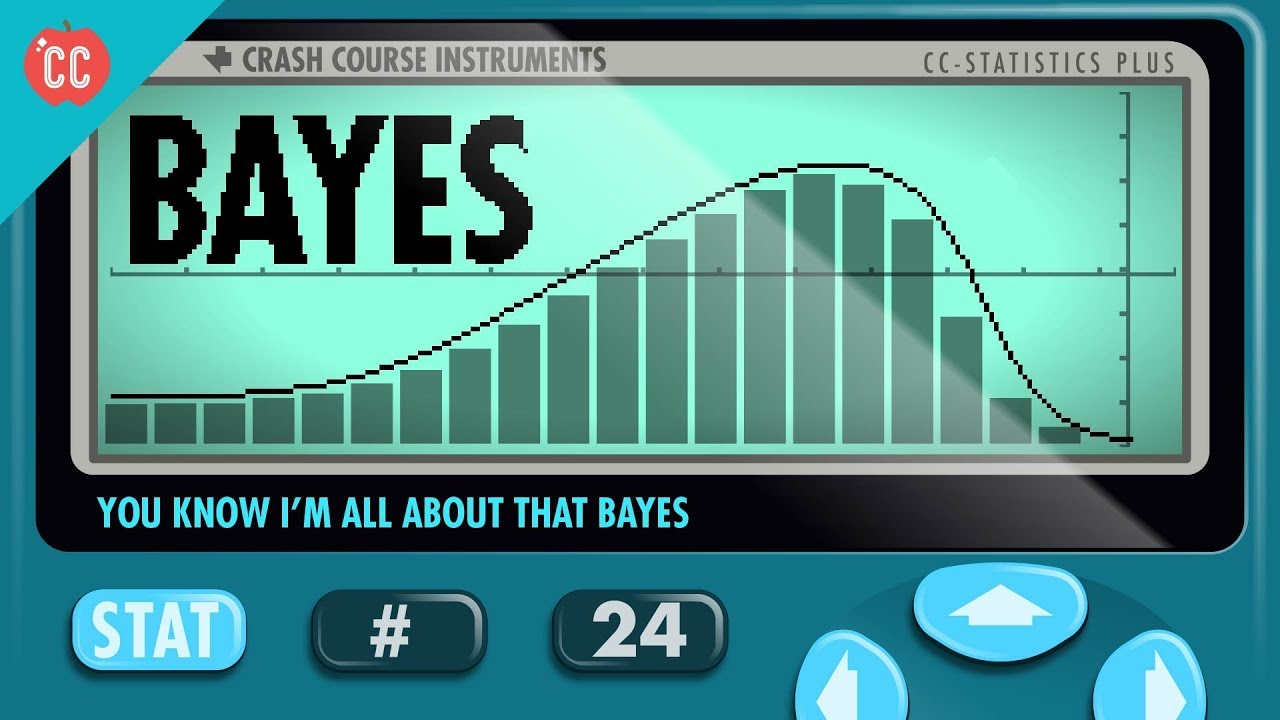 CC
CRASH COURSE INSTRUMENTS
CC-STATISTICS PLUS
BAYES
YOU KNOW I'M ALL ABOUT THAT BAYES
STAT
#
24